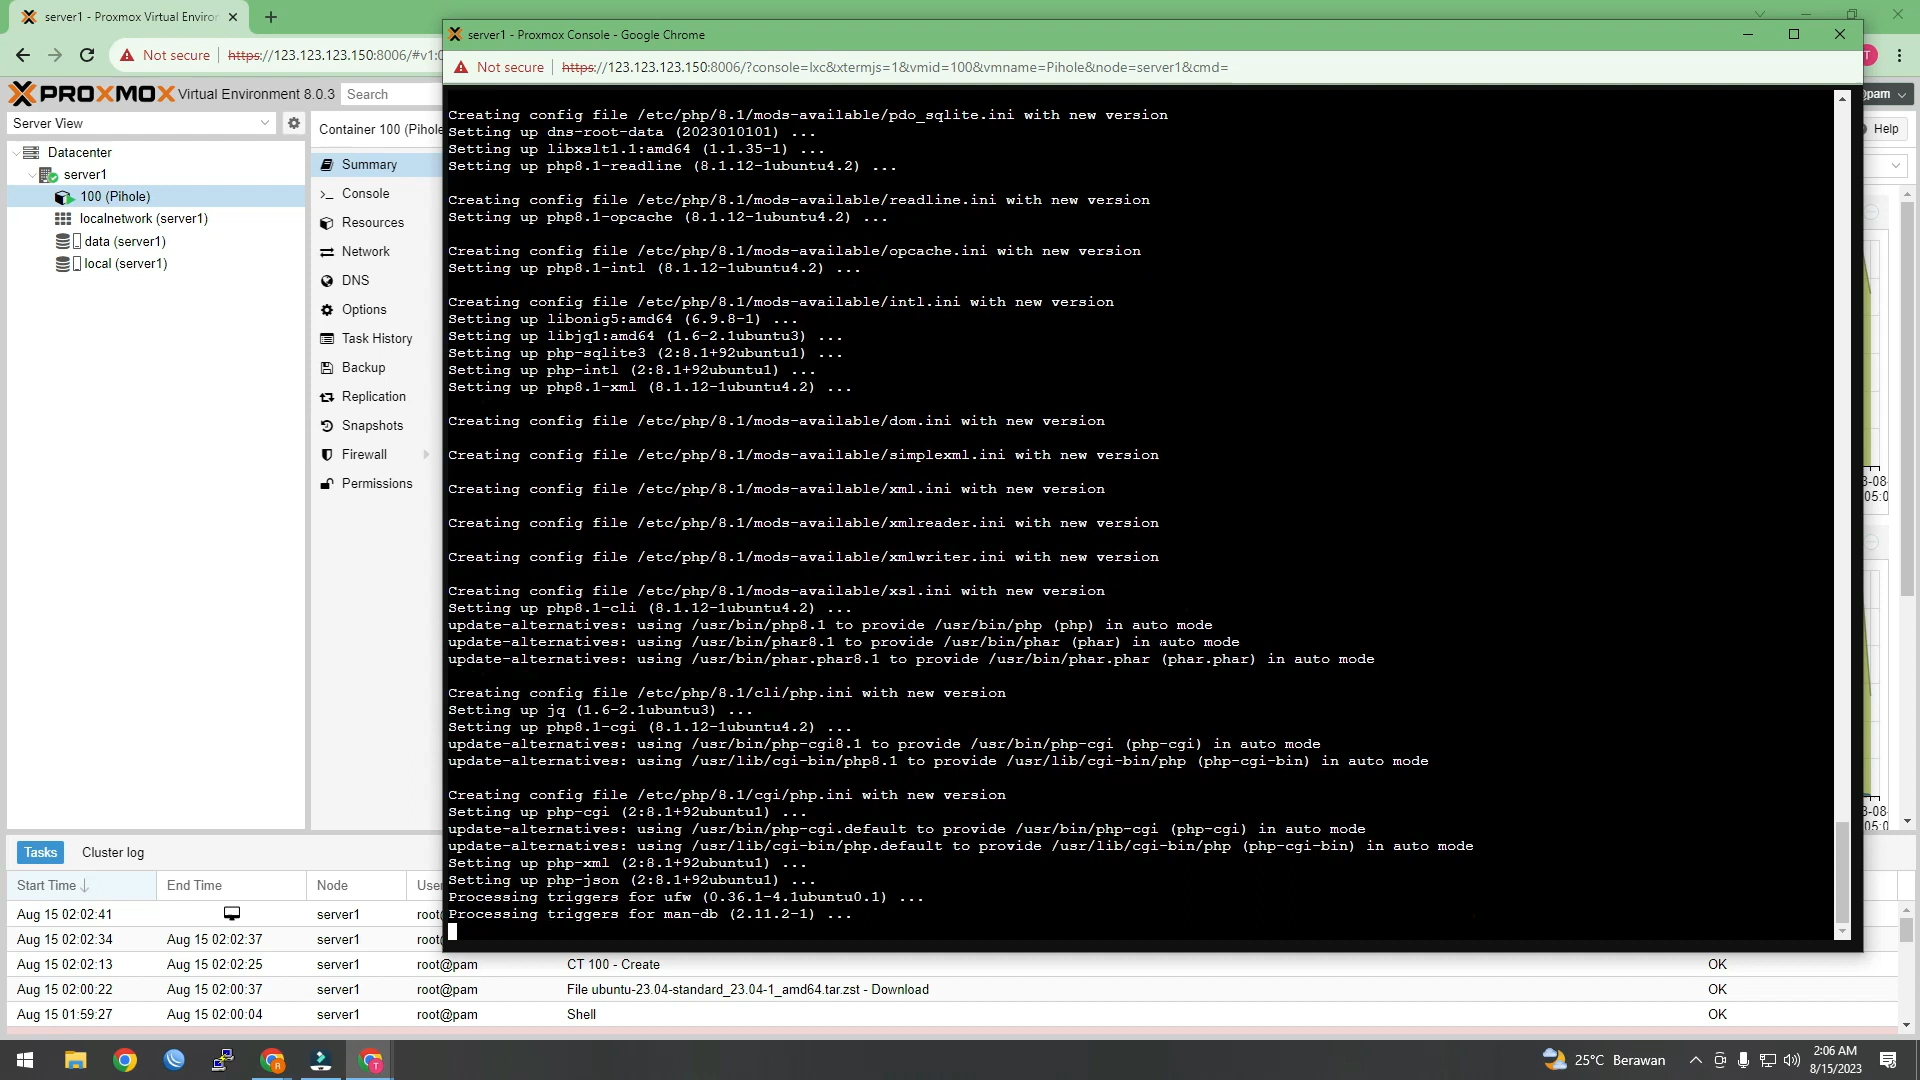 server1 - Proxmox Virtual Enviror
server1 - Proxmox Console - Google Chrome
Not secure
https://123.123.123.150:8006/#v1:0
Not secure
https://123.123.123.150:8006/?console=lxc&xtermjs=1&vmid=100&vmname=Pihole&node=server1&cmd=
T
PROXMOX Virtual Environment 8.0.3
Search
@pam
Server View
Container 100 (Pihole
Help
Datacenter
server1
100 (Pihole)
localnetwork (server1)
data (server1)
local (server1)
Summary
Console
Resources
Network
DNS
Options
Task History
Backup
Replication
Snapshots
Firewall
Permissions
Creating config file /etc/php/8.1/mods-available/pdo_sqlite.ini with new version
Setting up dns-root-data (2023010101) ...
Setting up libxslt1.1:amd64 (1.1.35-1) ...
Setting up php8.1-readline (8.1.12-1ubuntu4.2) ...
Creating config file /etc/php/8.1/mods-available/readline.ini with new version
Setting up php8.1-opcache (8.1.12-1ubuntu4.2) ...
Creating config file /etc/php/8.1/mods-available/opcache.ini with new version
Setting up php8.1-intl (8.1.12-1ubuntu4.2) ...
Creating config file /etc/php/8.1/mods-available/intl.ini with new version
Setting up libonig5:amd64 (6.9.8-1) ...
Setting up libjq1:amd64 (1.6-2.1ubuntu3) ...
Setting up php-sqlite3 (2:8.1+92ubuntu1) ...
Setting up php-intl (2:8.1+92ubuntu1) ...
Setting up php8.1-xml (8.1.12-1ubuntu4.2) ...
Creating config file /etc/php/8.1/mods-available/dom.ini with new version
Creating config file /etc/php/8.1/mods-available/simplexml.ini with new version
Creating config file /etc/php/8.1/mods-available/xml.ini with new version
Creating config file /etc/php/8.1/mods-available/xmlreader.ini with new version
Creating config file /etc/php/8.1/mods-available/xmlwriter.ini with new version
Creating config file /etc/php/8.1/mods-available/xsl.ini with new version
Setting up php8.1-cli (8.1.12-1ubuntu4.2) ...
update-alternatives: using /usr/bin/php8.1 to provide /usr/bin/php (php) in auto mode
update-alternatives: using /usr/bin/phar8.1 to provide /usr/bin/phar (phar) in auto mode
update-alternatives: using /usr/bin/phar.phar8.1 to provide /usr/bin/phar.phar (phar.phar) in auto mode
Creating config file /etc/php/8.1/cli/php.ini with new version
Setting up jq (1.6-2.1ubuntu3) ...
Setting up php8.1-cgi (8.1.12-1ubuntu4.2) ...
update-alternatives: using /usr/bin/php-cgi8.1 to provide /usr/bin/php-cgi (php-cgi) in auto mode
update-alternatives: using /usr/lib/cgi-bin/php8.1 to provide /usr/lib/cgi-bin/php (php-cgi-bin) in auto mode
Creating config file /etc/php/8.1/cgi/php.ini with new version
Setting up php-cgi (2:8.1+92ubuntu1) ...
update-alternatives: using /usr/bin/php-cgi.default to provide /usr/bin/php-cgi (php-cgi) in auto mode
update-alternatives: using /usr/lib/cgi-bin/php.default to provide /usr/lib/cgi-bin/php (php-cgi-bin) in auto mode
Setting up php-xml (2:8.1+92ubuntu1) ...
Setting up php-json (2:8.1+92ubuntu1) ...
Processing triggers for ufw (0.36.1-4.1ubuntu0.1) ...
Processing triggers for man-db (2.11.2-1) ...
3-08-
05:0
3-08-
05:0
Tasks Cluster log
Start Time End Time Node User
Aug 15 02:02:41 server1 root@
Aug 15 02:02:34 Aug 15 02:02:37 server1 root@
Aug 15 02:02:13 Aug 15 02:02:25 server1 root@pam CT 100 - Create OK
Aug 15 02:00:22 Aug 15 02:00:37 server1 root@pam File ubuntu-23.04-standard_23.04-1_amd64.tar.zst - Download OK
Aug 15 01:59:27 Aug 15 02:00:04 server1 root@pam Shell OK
25°C Berawan
2:06 AM
8/15/2023